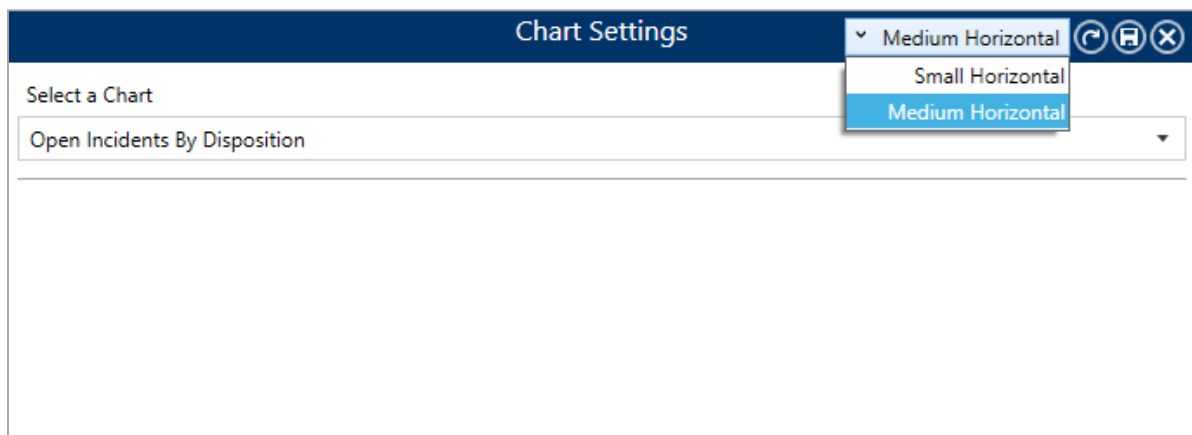 Chart Settings
Medium Horizontal
Small Horizontal
Medium Horizontal
Select a Chart
Open Incidents By Disposition